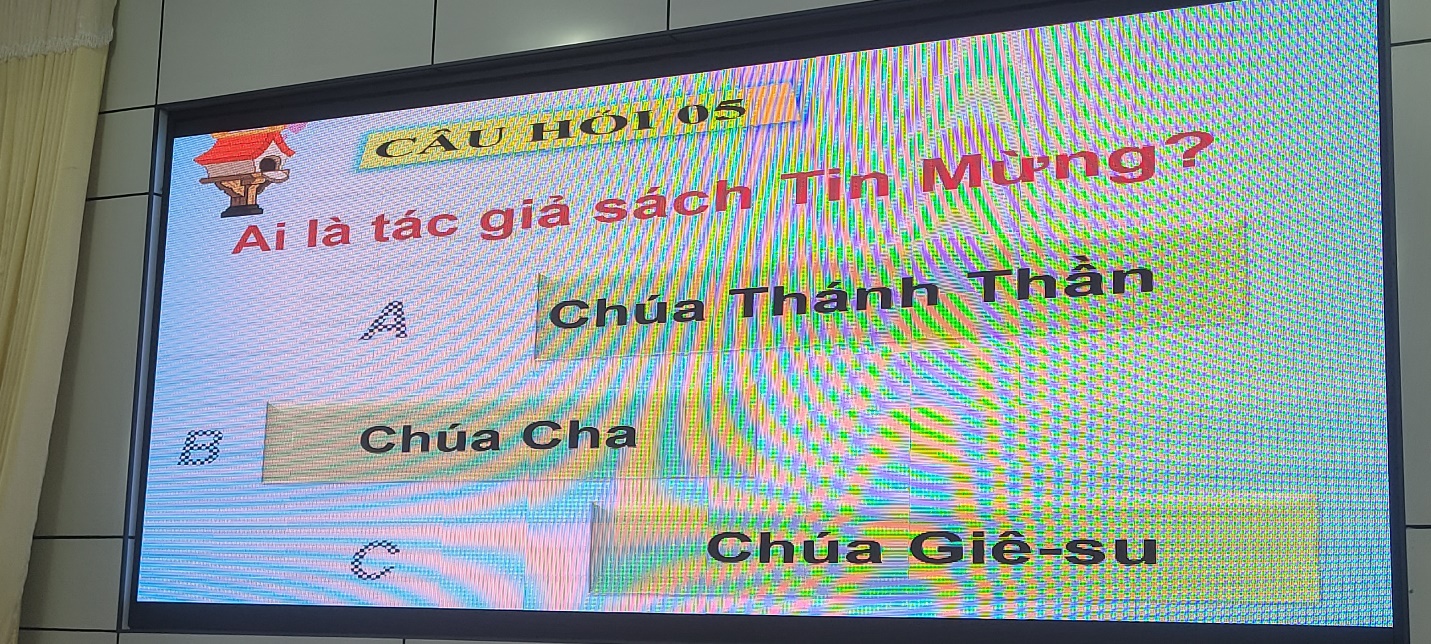 CÂU HỎI 05
Ai là tác giả sách Tin Mừng?
A Chúa Thánh Thần
B Chúa Cha
C Chúa Giê-su